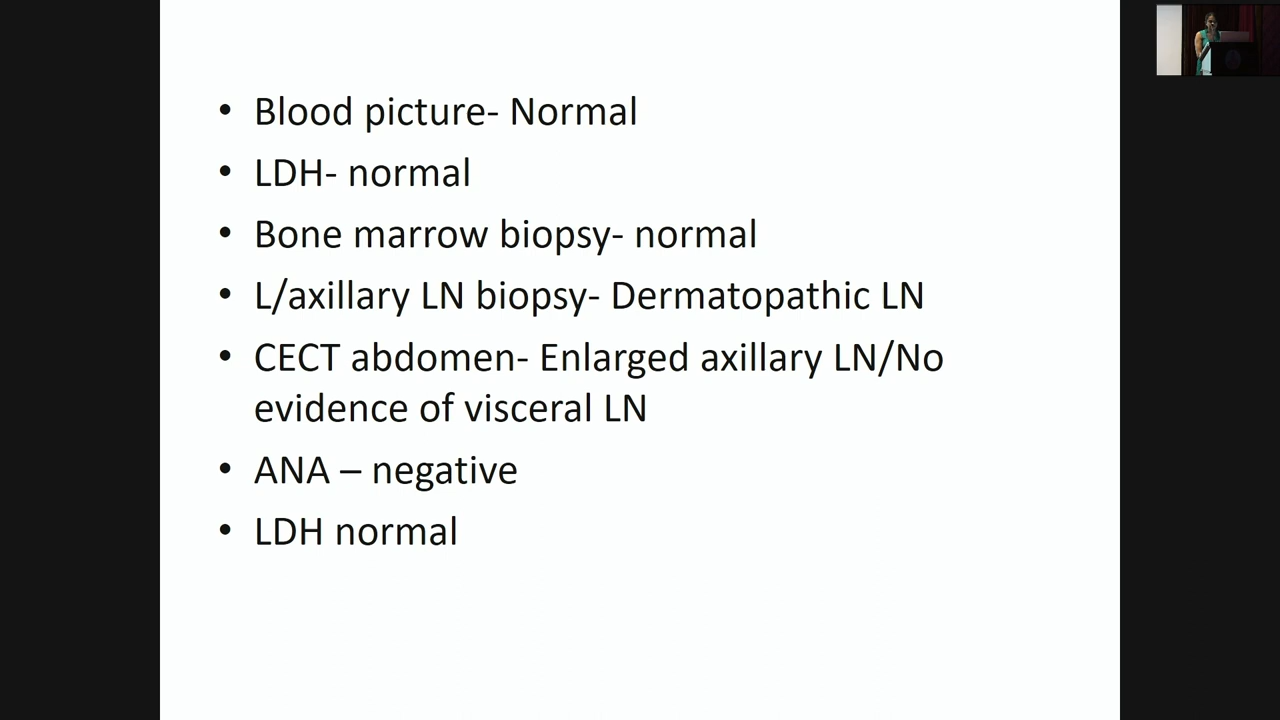 • Blood picture- Normal
• LDH- normal
• Bone marrow biopsy- normal
• L/axillary LN biopsy- Dermatopathic LN
• CECT abdomen- Enlarged axillary LN/No
evidence of visceral LN
• ANA – negative
• LDH normal